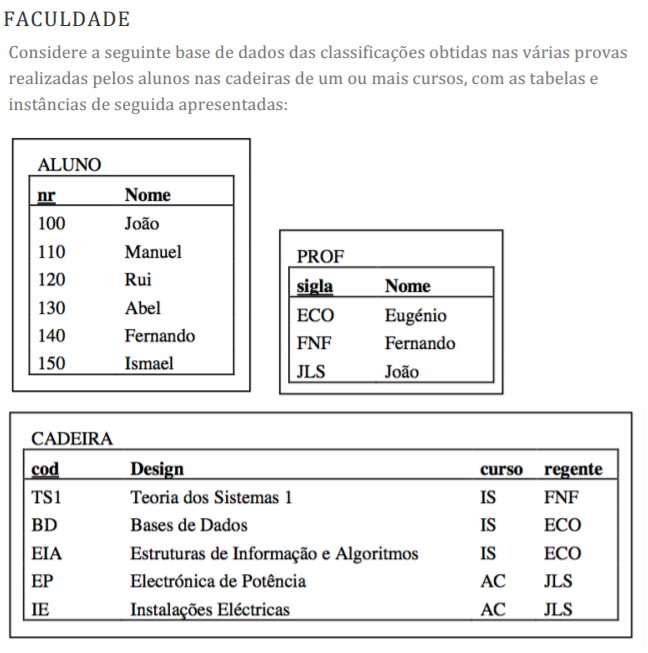 FACULDADE
Considere a seguinte base de dados das classificações obtidas nas várias provas
realizadas pelos alunos nas cadeiras de um ou mais cursos, com as tabelas e
instâncias de seguida apresentadas:
ALUNO
nr Nome
100 João
110 Manuel
120 Rui
130 Abel
140 Fernando
150 Ismael
PROF
sigla Nome
ECO Eugénio
FNF Fernando
JLS João
CADEIRA
cod Design curso regente
TS1 Teoria dos Sistemas 1 IS FNF
BD Bases de Dados IS ECO
EIA Estruturas de Informação e Algoritmos IS ECO
EP Electrónica de Potência AC JLS
IE Instalações Eléctricas AC JLS